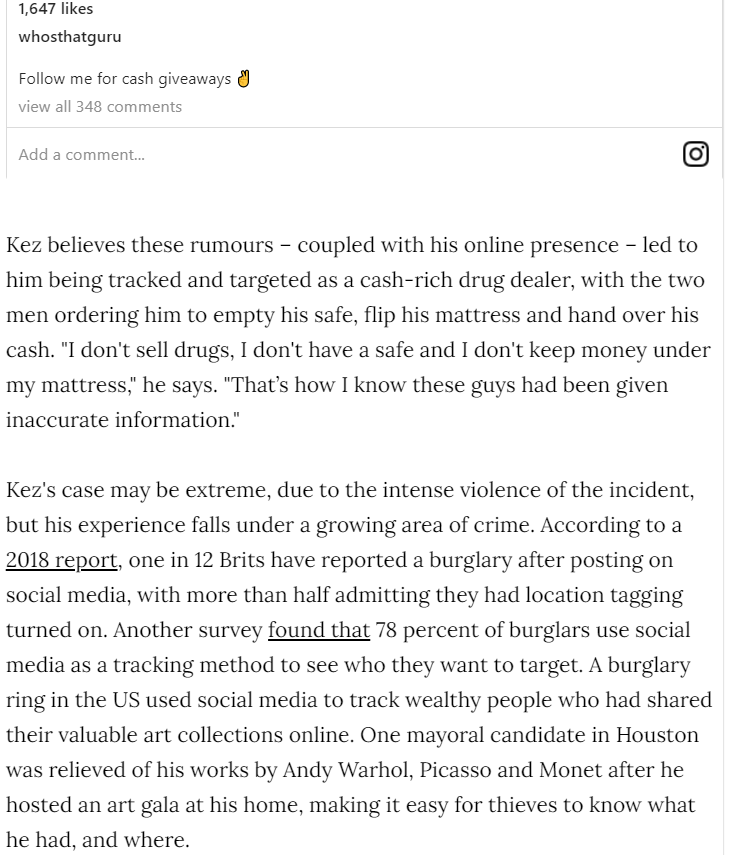 1,647 likes
whosthatguru
Follow me for cash giveaways ✌
view all 348 comments
Add a comment...
Kez believes these rumours – coupled with his online presence – led to
him being tracked and targeted as a cash-rich drug dealer, with the two
men ordering him to empty his safe, flip his mattress and hand over his
cash. "I don't sell drugs, I don't have a safe and I don't keep money under
my mattress," he says. "That’s how I know these guys had been given
inaccurate information."
Kez's case may be extreme, due to the intense violence of the incident,
but his experience falls under a growing area of crime. According to a
2018 report, one in 12 Brits have reported a burglary after posting on
social media, with more than half admitting they had location tagging
turned on. Another survey found that 78 percent of burglars use social
media as a tracking method to see who they want to target. A burglary
ring in the US used social media to track wealthy people who had shared
their valuable art collections online. One mayoral candidate in Houston
was relieved of his works by Andy Warhol, Picasso and Monet after he
hosted an art gala at his home, making it easy for thieves to know what
he had, and where.